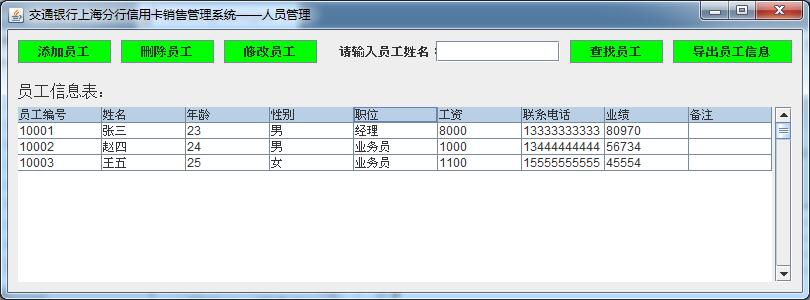 交通银行上海分行信用卡销售管理系统——人员管理
添加员工 删除员工 修改员工 请输入员工姓名: 查找员工 导出员工信息
员工信息表:
员工编号 姓名 年龄 性别 职位 工资 联系电话 业绩 备注
10001 张三 23 男 经理 8000 13333333333 80970
10002 赵四 24 男 业务员 1000 13444444444 56734
10003 王五 25 女 业务员 1100 15555555555 45554